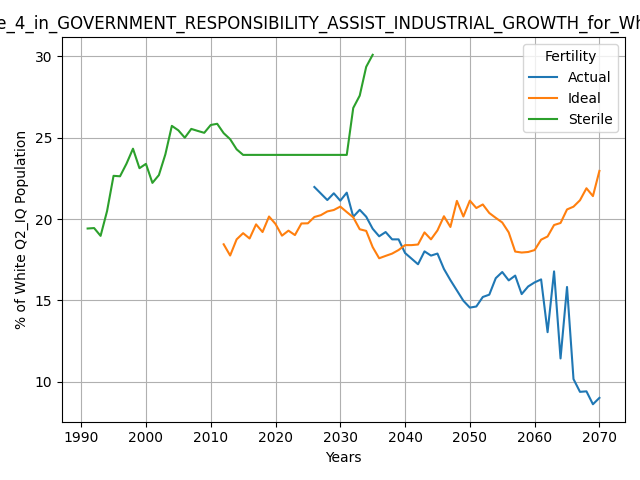 e_4_in_GOVERNMENT_RESPONSIBILITY_ASSIST_INDUSTRIAL_GROWTH_for_Wh
% of White Q2_IQ Population
30
25
20
15
10
Fertility
Actual
Ideal
Sterile
1990 2000 2010 2020 2030 2040 2050 2060 2070
Years